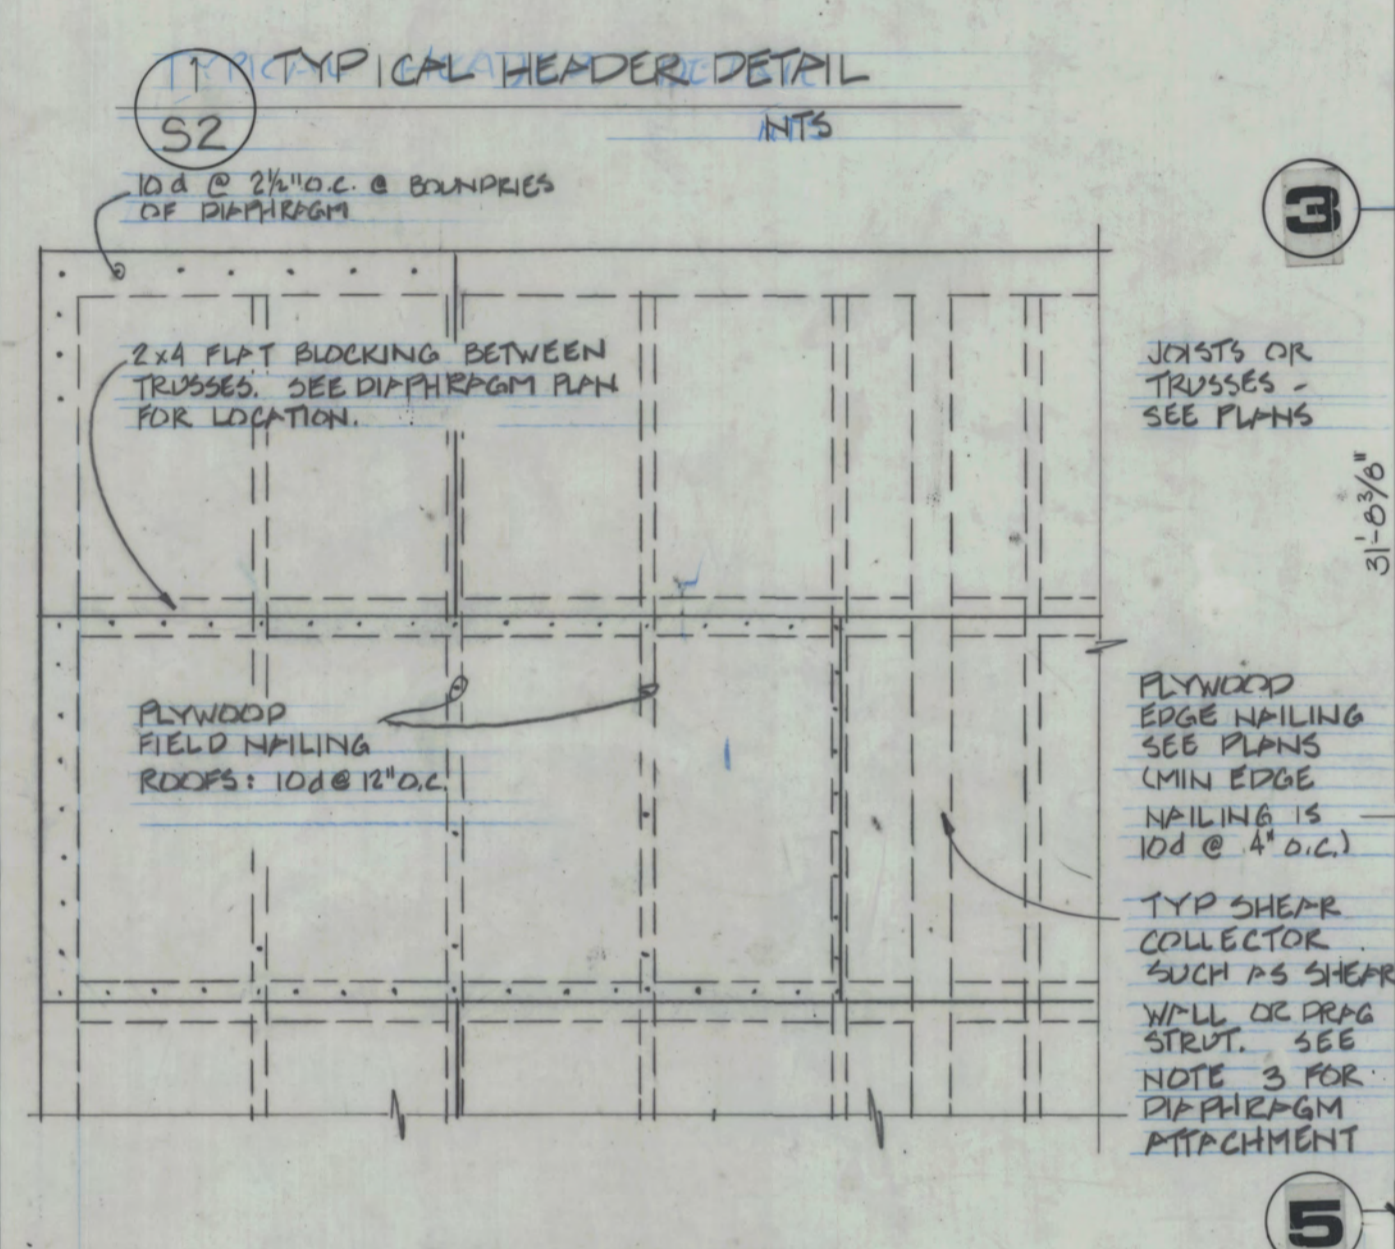 1
S2
TYPICAL HEADER DETAIL
NTS
10d @ 2½" O.C. @ BOUNDRIES
OF DIAPHRAGM
3
2x4 FLAT BLOCKING BETWEEN
TRUSSES. SEE DIAPHRAGM PLAN
FOR LOCATION.
JOISTS OR
TRUSSES -
SEE PLANS
31'-8⅜"
PLYWOOD
FIELD NAILING
ROOFS: 10d @ 12" O.C.
PLYWOOD
EDGE NAILING
SEE PLANS
(MIN EDGE
NAILING IS
10d @ 4" O.C.)
TYP SHEAR
COLLECTOR
SUCH AS SHEAR
WALL OR DRAG
STRUT. SEE
NOTE 3 FOR
DIAPHRAGM
ATTACHMENT
5